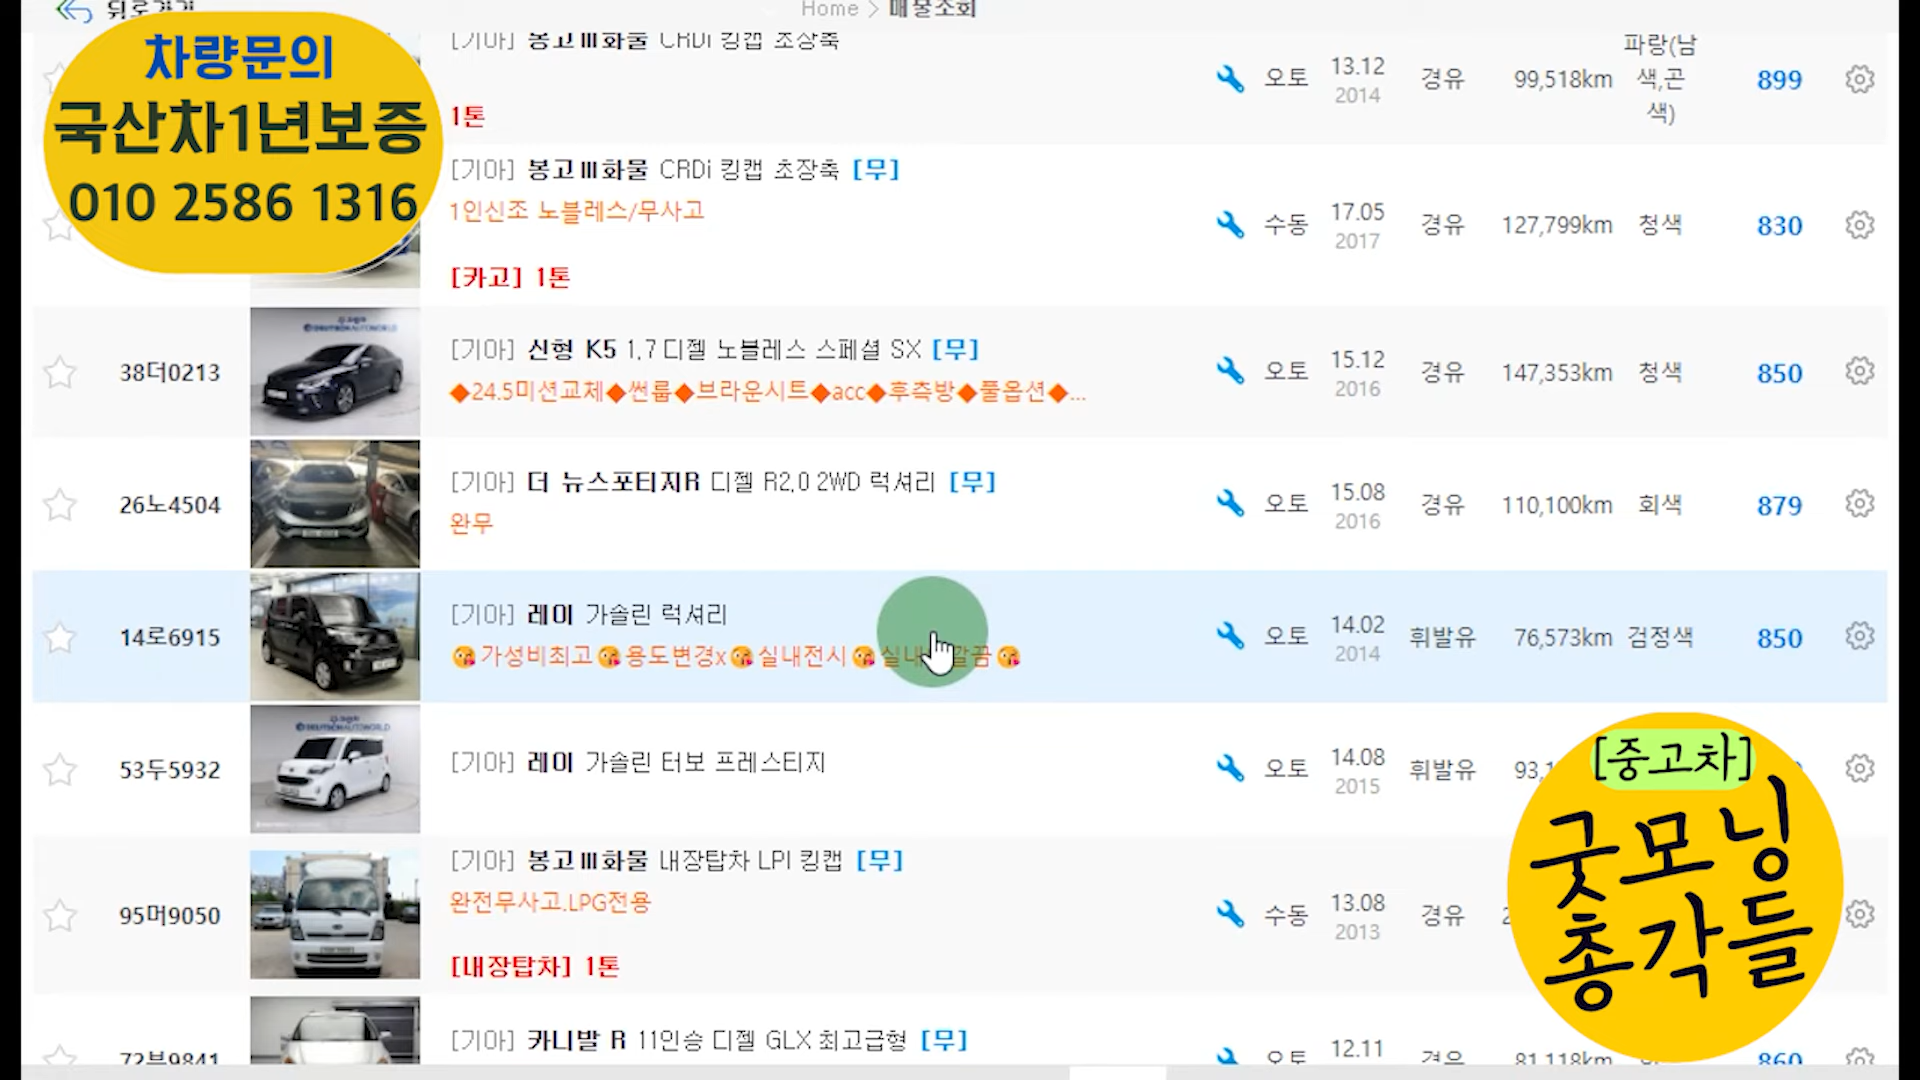 뒤로가기
Home > 매물조회
차량문의
국산차1년보증
010 2586 1316
[기아] 봉고Ⅲ화물 CRDi 킹캡 초장축
1톤
오토 13.12 2014 경유 99,518km 파랑(남색,곤색) 899
[기아] 봉고Ⅲ화물 CRDi 킹캡 초장축 [무]
1인신조 노블레스/무사고
[카고] 1톤
수동 17.05 2017 경유 127,799km 청색 830
38더0213
[기아] 신형 K5 1.7 디젤 노블레스 스페셜 SX [무]
◆24.5미션교체◆썬룹◆브라운시트◆acc◆후측방◆풀옵션◆...
오토 15.12 2016 경유 147,353km 청색 850
26노4504
[기아] 더 뉴스포티지R 디젤 R2.0 2WD 럭셔리 [무]
완무
오토 15.08 2016 경유 110,100km 회색 879
14로6915
[기아] 레이 가솔린 럭셔리
😘가성비최고😘용도변경x😘실내전시😘실내 깔끔😘
오토 14.02 2014 휘발유 76,573km 검정색 850
53두5932
[기아] 레이 가솔린 터보 프레스티지
오토 14.08 2015 휘발유
[중고차]
굿모닝
총각들
95머9050
[기아] 봉고Ⅲ화물 내장탑차 LPI 킹캡 [무]
완전무사고.LPG전용
[내장탑차] 1톤
수동 13.08 2013 경유
72부9841
[기아] 카니발 R 11인승 디젤 GLX 최고급형 [무]
오토 12.11 경유 81,118km 860